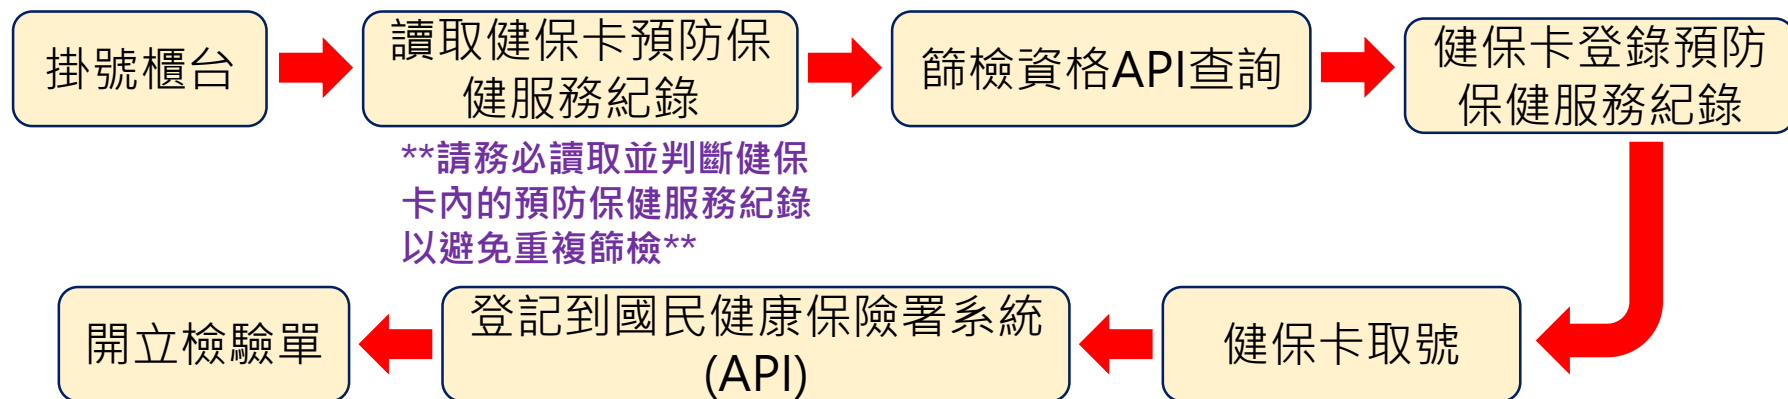 掛號櫃台
讀取健保卡預防保
健服務紀錄
篩檢資格API查詢
健保卡登錄預防
保健服務紀錄
**請務必讀取並判斷健保
卡內的預防保健服務紀錄
以避免重複篩檢**
健保卡取號
登記到國民健康保險署系統
(API)
開立檢驗單